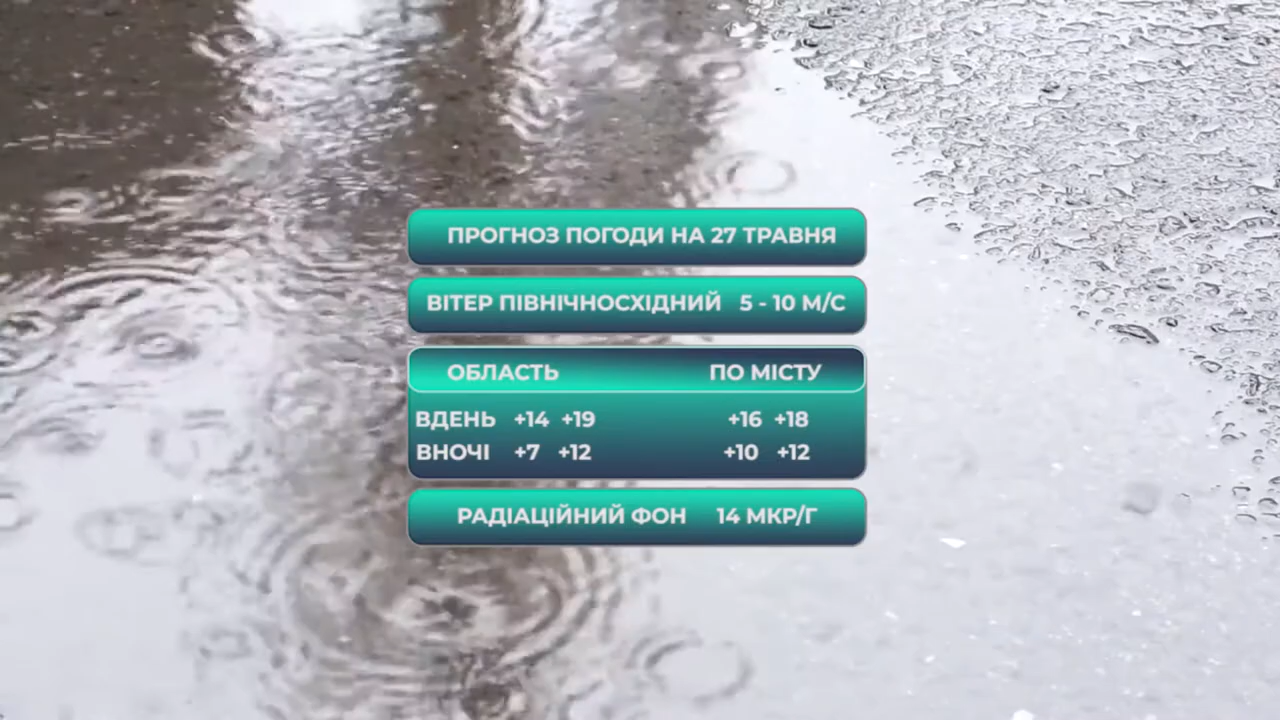 ПРОГНОЗ ПОГОДИ НА 27 ТРАВНЯ
ВІТЕР ПІВНІЧНОСХІДНИЙ 5 - 10 М/С
ОБЛАСТЬ ПО МІСТУ
ВДЕНЬ +14 +19 +16 +18
ВНОЧІ +7 +12 +10 +12
РАДІАЦІЙНИЙ ФОН 14 МКР/Г